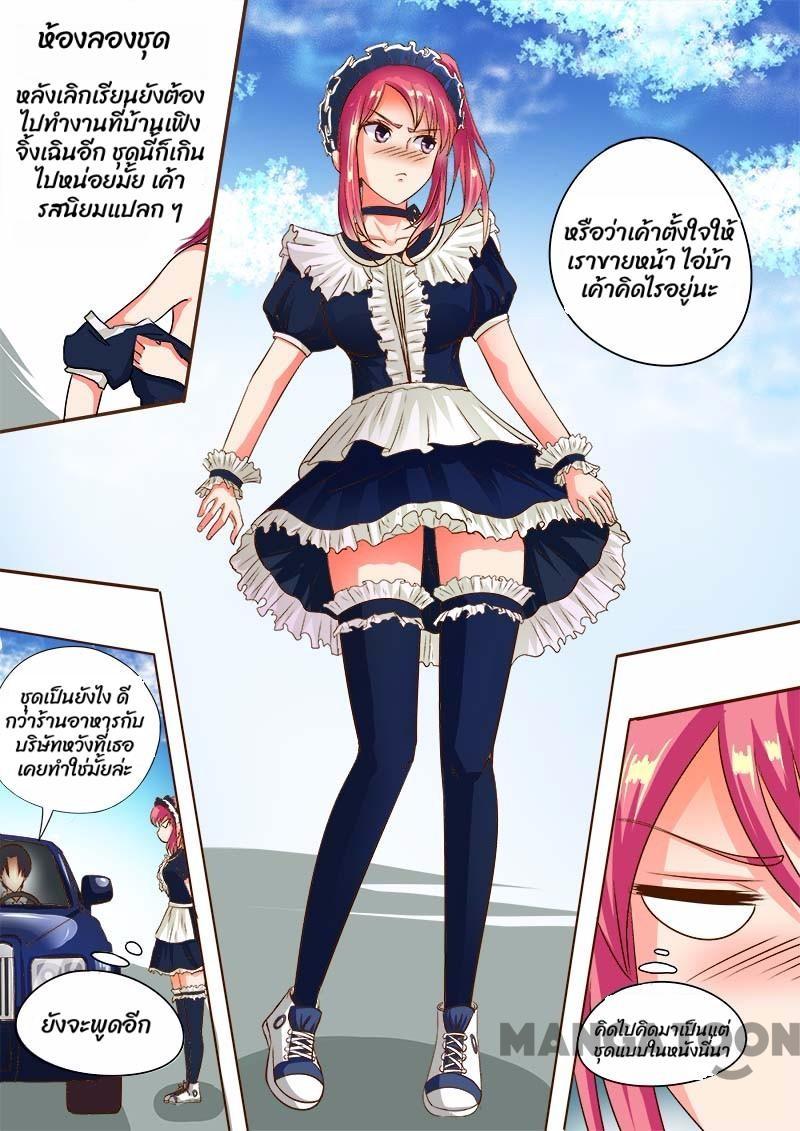 ห้องลองชุด
หลังเลิกเรียนยังต้อง
ไปทำงานที่บ้านเฟิง
จิ้งเฉินอีก ชุดนี้ก็เกิน
ไปหน่อยมั้ย เค้า
รสนิยมแปลก ๆ
หรือว่าเค้าตั้งใจให้
เราขายหน้า ไอ่บ้า
เค้าคิดไรอยู่นะ
ชุดเป็นยังไง ดี
กว่าร้านอาหารกับ
บริษัทหวังที่เธอ
เคยทำใช่มั้ยล่ะ
ยังจะพูดอีก
คิดไปคิดมาเป็นแต่
ชุดแบบในหนังนี่นา
MANGATOON